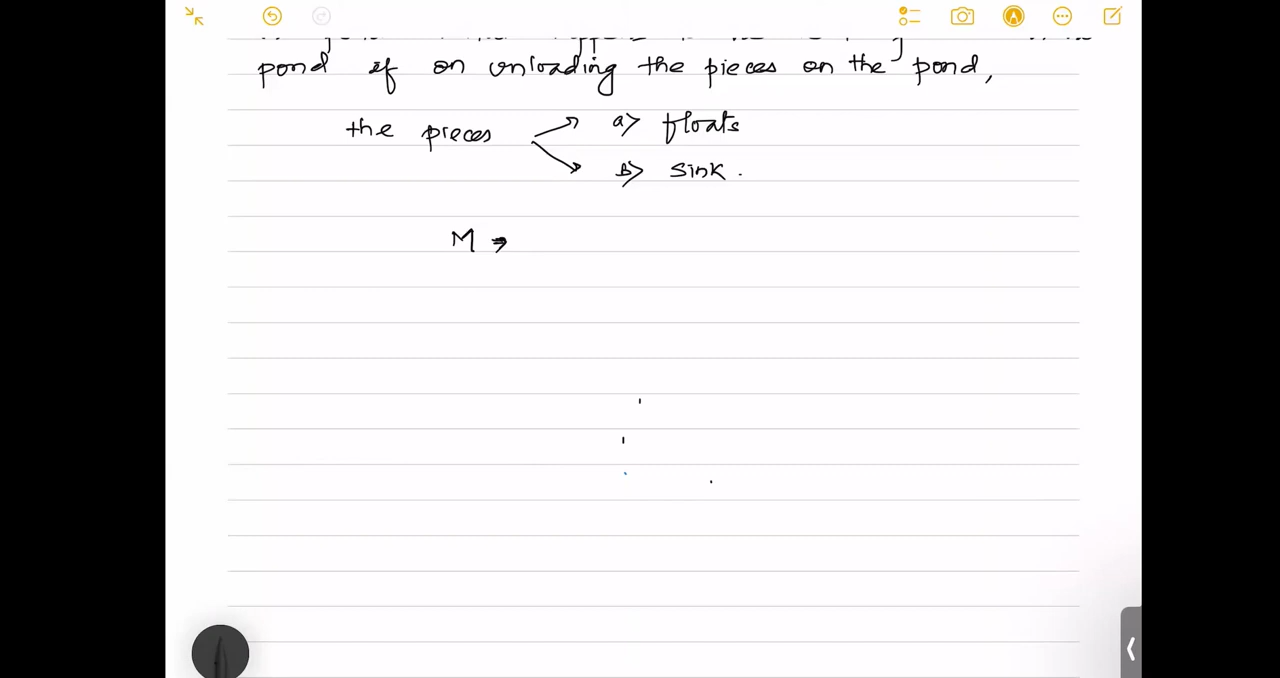 pond if on unloading the pieces on the pond,
the pieces → a> floats
→ b> sink.
M ⇒